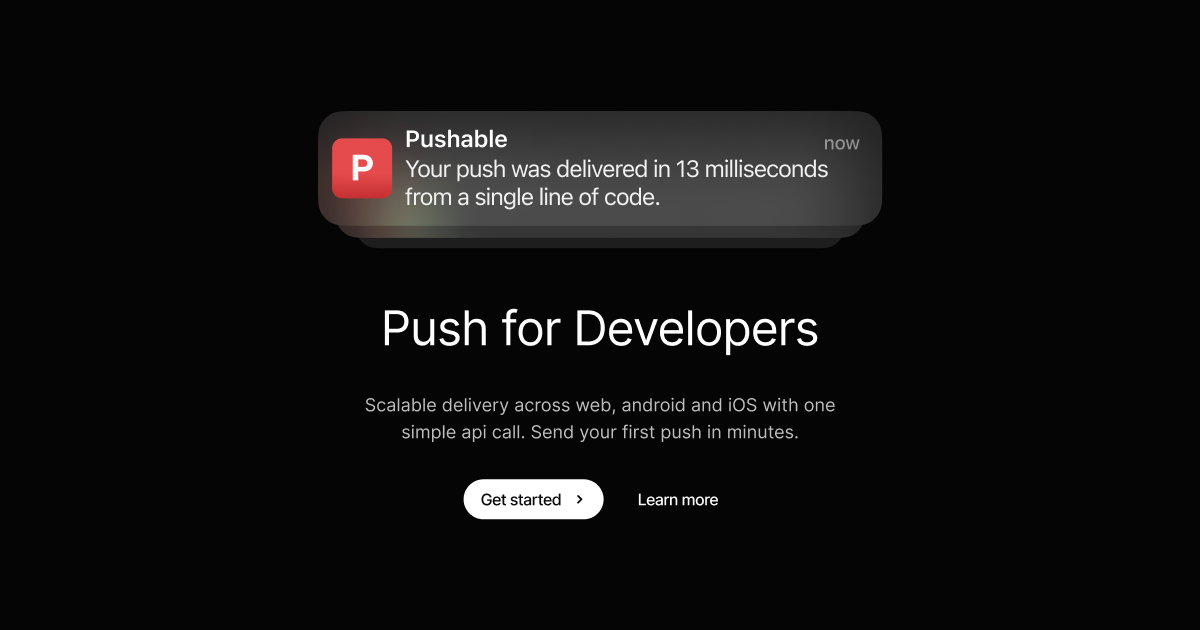 P
Pushable
now
Your push was delivered in 13 milliseconds
from a single line of code.
Push for Developers
Scalable delivery across web, android and iOS with one
simple api call. Send your first push in minutes.
Get started
Learn more